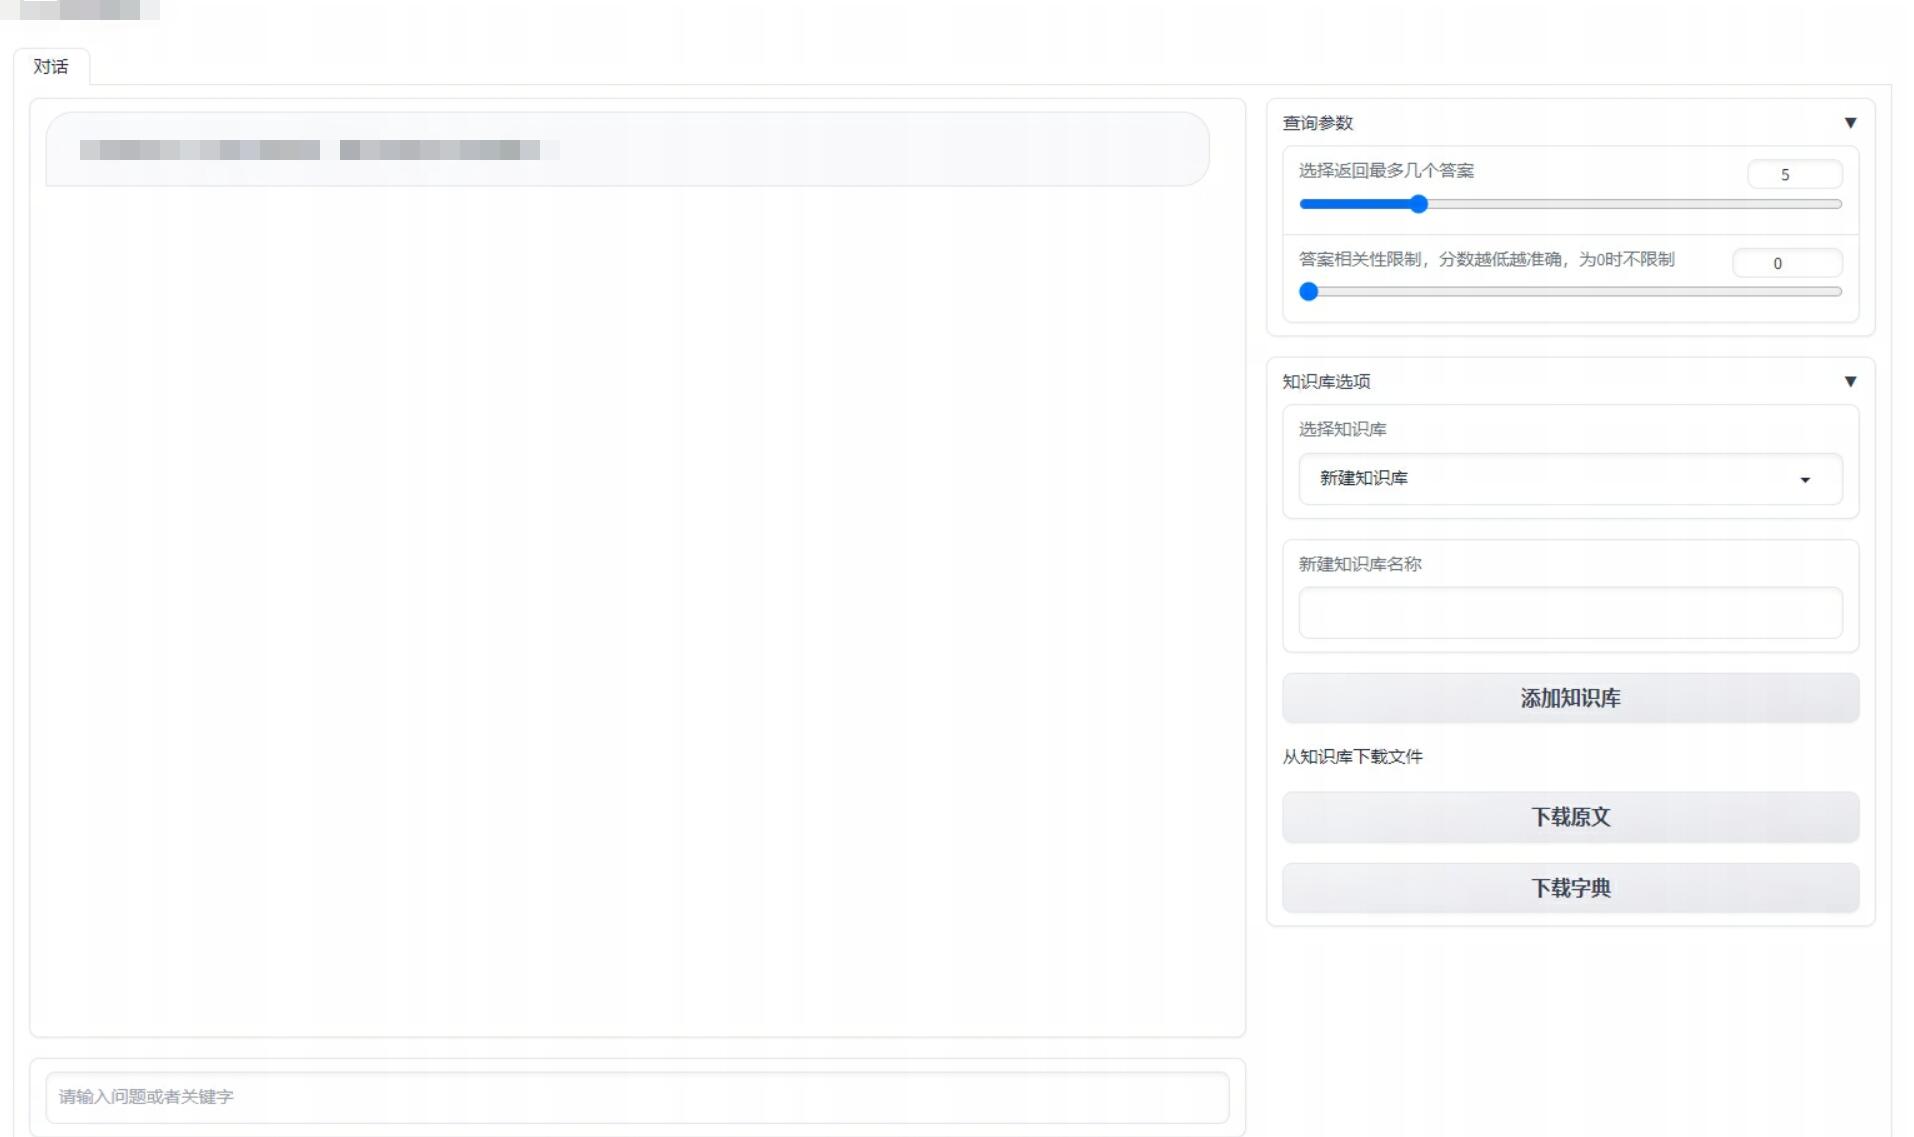 对话
查询参数 ▼
选择返回最多几个答案 5
答案相关性限制，分数越低越准确，为0时不限制 0
知识库选项 ▼
选择知识库
新建知识库
新建知识库名称
添加知识库
从知识库下载文件
下载原文
下载字典
请输入问题或者关键字